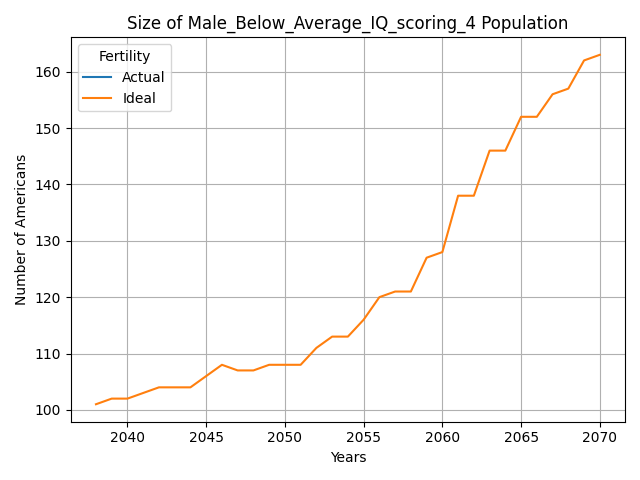 Size of Male_Below_Average_IQ_scoring_4 Population
Fertility
Actual
Ideal
160
150
140
130
120
110
100
Number of Americans
2040 2045 2050 2055 2060 2065 2070
Years